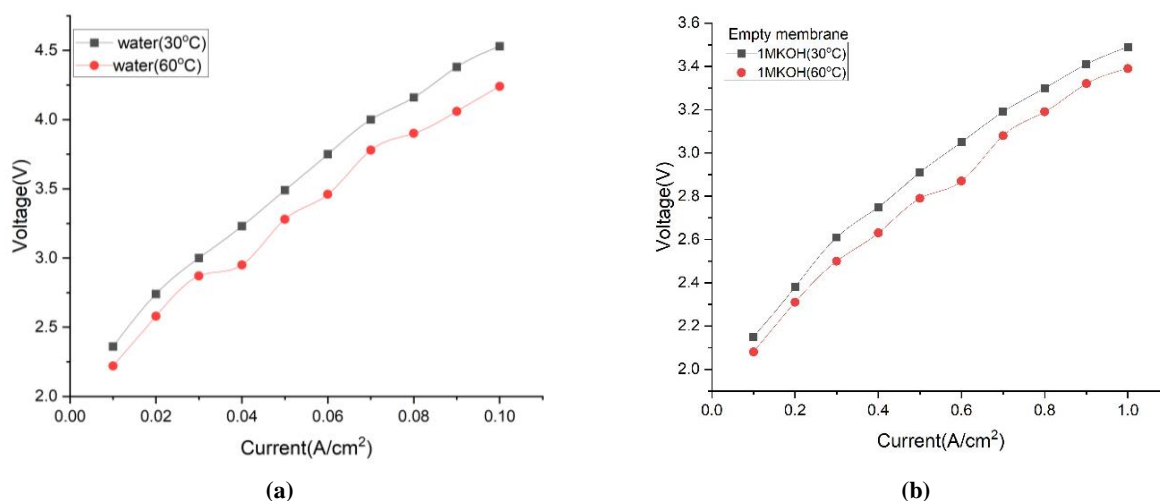 4.5
4.0
3.5
3.0
2.5
2.0
0.00 0.02 0.04 0.06 0.08 0.10
Voltage(V)
Current(A/cm²)
water(30°C)
water(60°C)
(a)
3.6
3.4
3.2
3.0
2.8
2.6
2.4
2.2
2.0
0.0 0.2 0.4 0.6 0.8 1.0
Voltage(V)
Current(A/cm²)
Empty membrane
1MKOH(30°C)
1MKOH(60°C)
(b)